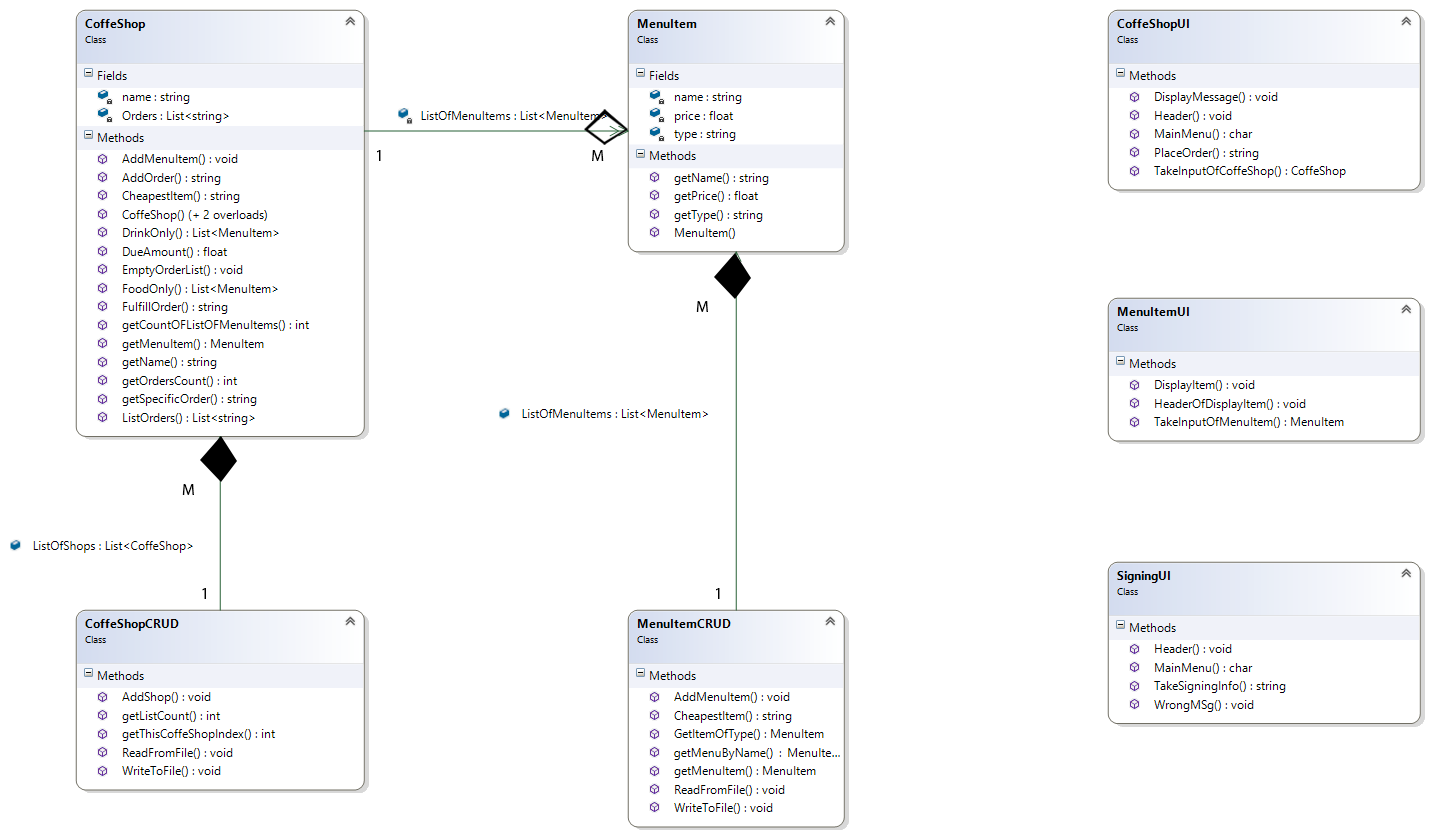 CoffeShop
Class
Fields
name : string
Orders : List<string>
Methods
AddMenuItem() : void
AddOrder() : string
CheapestItem() : string
CoffeShop() (+ 2 overloads)
DrinkOnly() : List<MenuItem>
DueAmount() : float
EmptyOrderList() : void
FoodOnly() : List<MenuItem>
FulfillOrder() : string
getCountOFListOFMenuItems() : int
getMenuItem() : MenuItem
getName() : string
getOrdersCount() : int
getSpecificOrder() : string
ListOrders() : List<string>
ListOfMenuItems : List<MenuItem>
1
M
MenuItem
Class
Fields
name : string
price : float
type : string
Methods
getName() : string
getPrice() : float
getType() : string
MenuItem()
M
ListOfMenuItems : List<MenuItem>
1
M
ListOfShops : List<CoffeShop>
1
CoffeShopCRUD
Class
Methods
AddShop() : void
getListCount() : int
getThisCoffeShopIndex() : int
ReadFromFile() : void
WriteToFile() : void
MenuItemCRUD
Class
Methods
AddMenuItem() : void
CheapestItem() : string
GetItemOfType() : MenuItem
getMenuByName() : MenuIte...
getMenuItem() : MenuItem
ReadFromFile() : void
WriteToFile() : void
CoffeShopUI
Class
Methods
DisplayMessage() : void
Header() : void
MainMenu() : char
PlaceOrder() : string
TakeInputOfCoffeShop() : CoffeShop
MenuItemUI
Class
Methods
DisplayItem() : void
HeaderOfDisplayItem() : void
TakeInputOfMenuItem() : MenuItem
SigningUI
Class
Methods
Header() : void
MainMenu() : char
TakeSigningInfo() : string
WrongMSg() : void